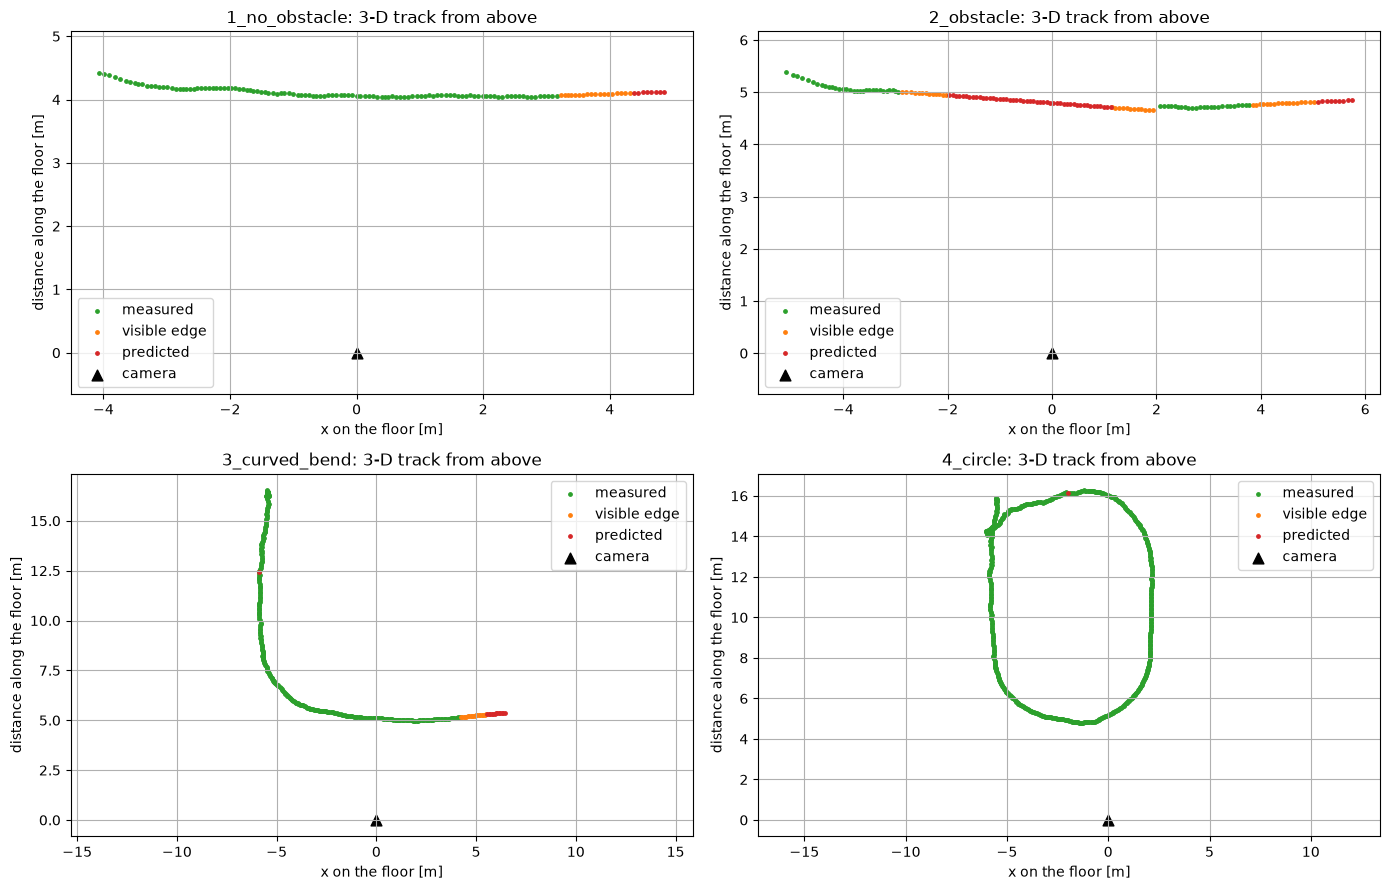 1_no_obstacle: 3-D track from above
5
4
3
2
1
0
distance along the floor [m]
measured
visible edge
predicted
camera
−4
−2
0
2
4
x on the floor [m]
2_obstacle: 3-D track from above
6
5
4
3
2
1
0
distance along the floor [m]
measured
visible edge
predicted
camera
−4
−2
0
2
4
6
x on the floor [m]
3_curved_bend: 3-D track from above
15.0
12.5
10.0
7.5
5.0
2.5
0.0
distance along the floor [m]
measured
visible edge
predicted
camera
−15
−10
−5
0
5
10
15
x on the floor [m]
4_circle: 3-D track from above
16
14
12
10
8
6
4
2
0
distance along the floor [m]
measured
visible edge
predicted
camera
−15
−10
−5
0
5
10
x on the floor [m]